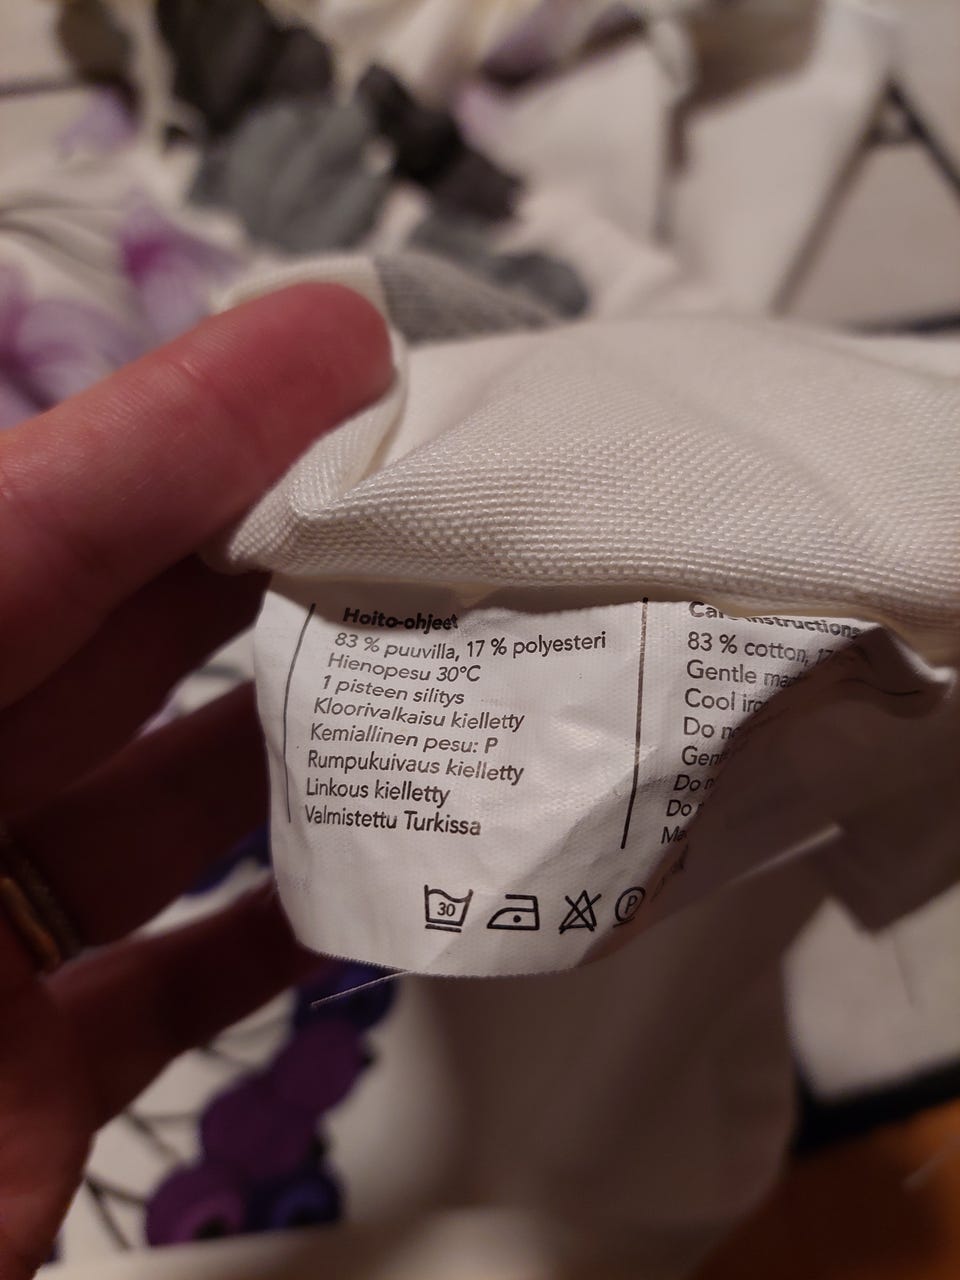 Hoito-ohjeet
83 % puuvilla, 17 % polyesteri
Hienopesu 30°C
1 pisteen silitys
Kloorivalkaisu kielletty
Kemiallinen pesu: P
Rumpukuivaus kielletty
Linkous kielletty
Valmistettu Turkissa
30
P
83 % cotton, 17
Gentle
Cool
Do
Do
Do